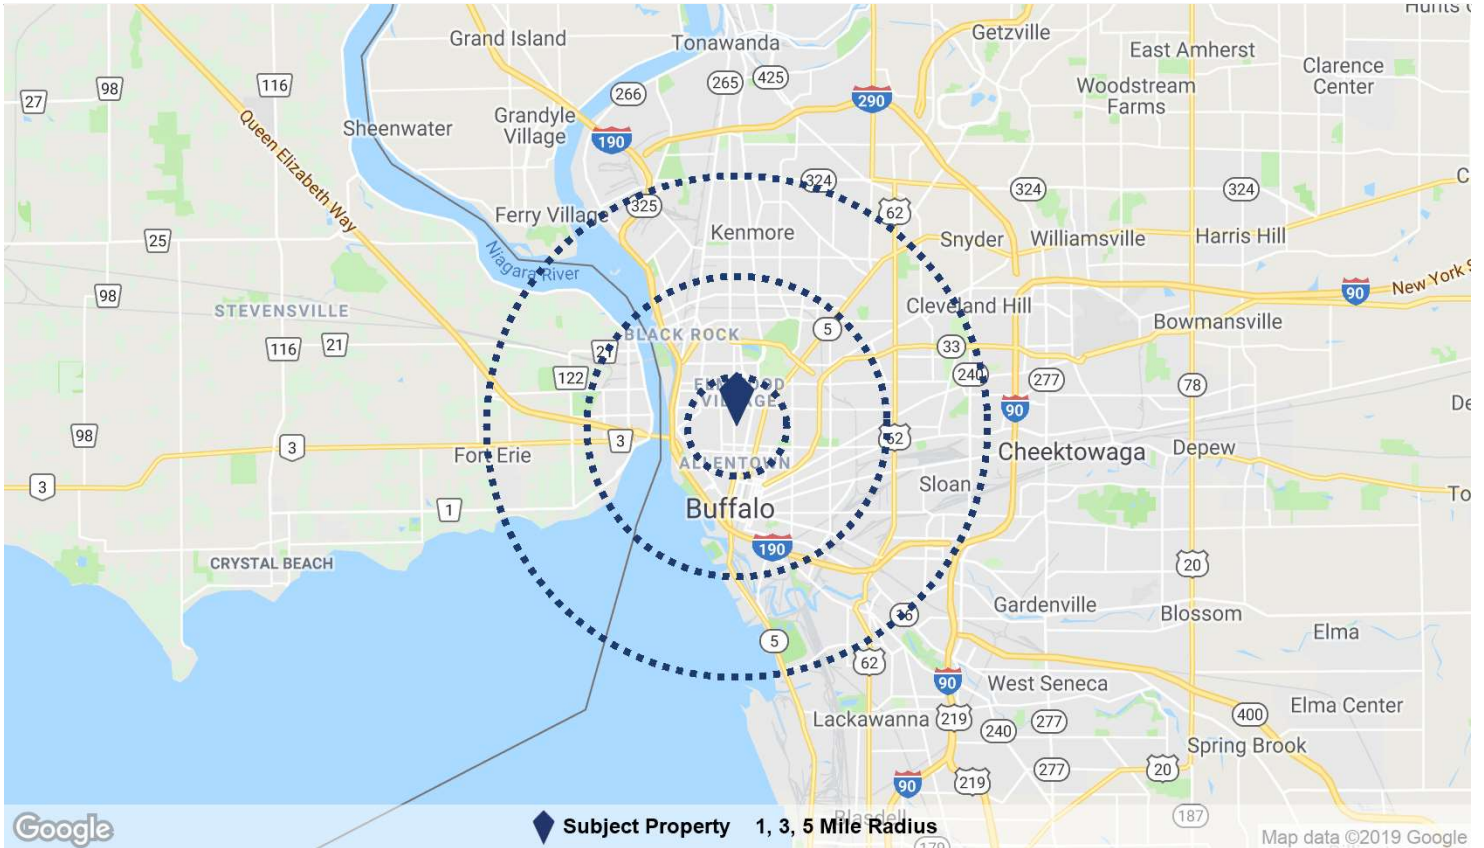 Grand Island
Tonawanda
Getzville
East Amherst
Clarence
Center
Woodstream
Farms
27
98
116
265
425
266
290
Grandyle
Village
Sheenwater
190
Queen Elizabeth Way
324
324
324
325
62
Ferry Village
Kenmore
Snyder
Williamsville
Harris Hill
25
Niagara River
98
90
New York S
Cleveland Hill
STEVENSVILLE
BLACK ROCK
5
Bowmansville
116
21
21
33
122
240
277
78
ELMWOOD
VILLAGE
90
98
3
3
62
Fort Erie
ALLENTOWN
Cheektowaga
Depew
3
1
Sloan
Buffalo
190
CRYSTAL BEACH
20
Gardenville
16
Blossom
Elma
5
62
90
West Seneca
Lackawanna
219
240
277
400
Elma Center
Spring Brook
277
20
90
219
Blasdell
187
Google
Subject Property 1, 3, 5 Mile Radius
Map data ©2019 Google